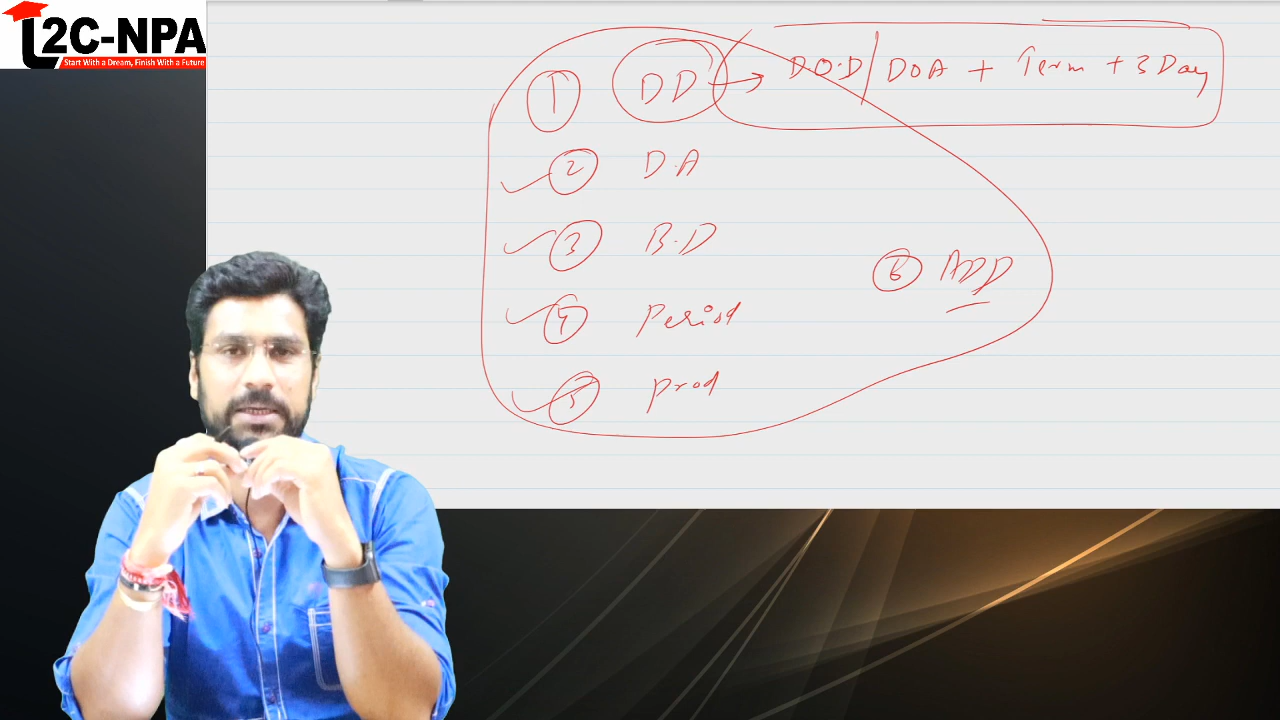 L2C-NPA
Start With a Dream, Finish With a Future
1 DD → D.O.D | DOA + Term + 3 Day
2 D.A
3 B.D
4 Period
5 Prod
6 ADD